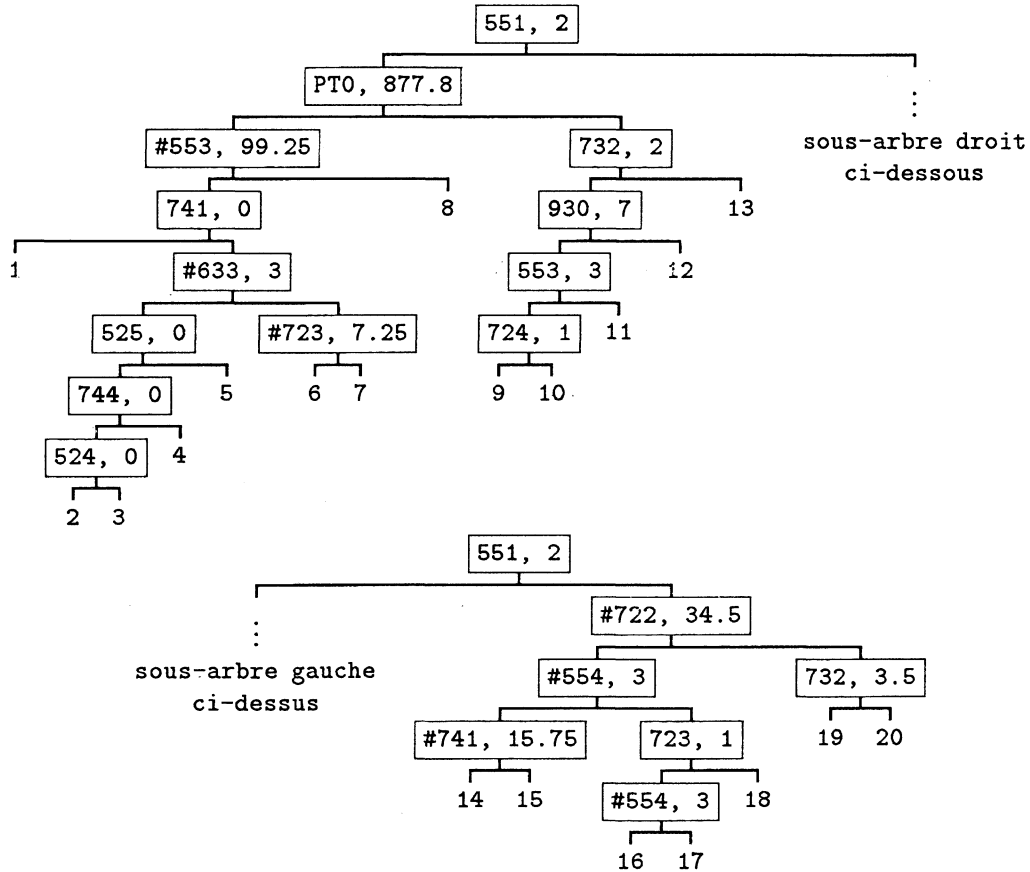 551, 2
PT0, 877.8
#553, 99.25 732, 2
sous-arbre droit
ci-dessous
741, 0 8 930, 7 13
1 #633, 3 553, 3 12
525, 0 #723, 7.25 724, 1 11
744, 0 5 6 7 9 10
524, 0 4
2 3
551, 2
#722, 34.5
sous-arbre gauche
ci-dessus
#554, 3 732, 3.5
#741, 15.75 723, 1 19 20
14 15 #554, 3 18
16 17